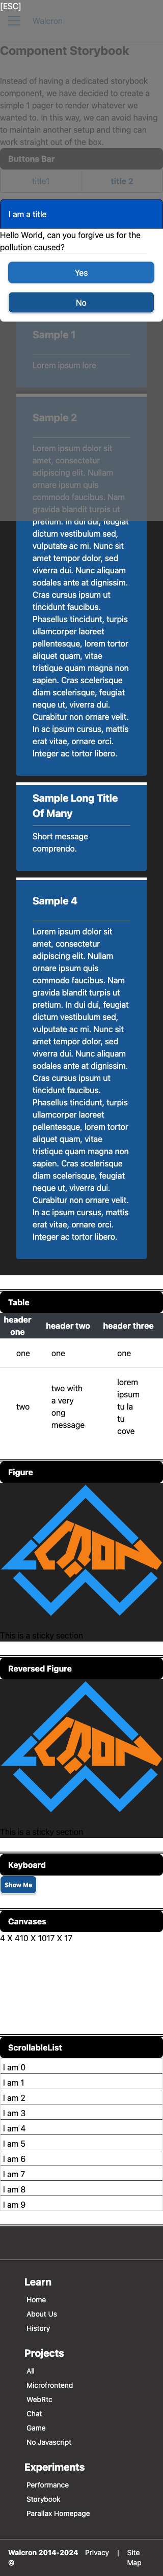 [ESC]
Walcron
Component Storybook
Instead of having a dedicated storybook
component, we have decided to create a
simple 1 pager to render whatever we
wanted to. In this way, we can avoid having
to maintain another setup and thing can
work straight out of the box.
Buttons Bar
title1 title 2
I am a title
Hello World, can you forgive us for the
pollution caused?
Yes
No
Sample 1
Lorem ipsum lore
Sample 2
Lorem ipsum dolor sit
amet, consectetur
adipiscing elit. Nullam
ornare ipsum quis
commodo faucibus. Nam
gravida blandit turpis ut
pretium. In dui dui, feugiat
dictum vestibulum sed,
vulputate ac mi. Nunc sit
amet tempor dolor, sed
viverra dui. Nunc aliquam
sodales ante at dignissim.
Cras cursus ipsum ut
tincidunt faucibus.
Phasellus tincidunt, turpis
ullamcorper laoreet
pellentesque, lorem tortor
aliquet quam, vitae
tristique quam magna non
sapien. Cras scelerisque
diam scelerisque, feugiat
neque ut, viverra dui.
Curabitur non ornare velit.
In ac ipsum cursus, mattis
erat vitae, ornare orci.
Integer ac tortor libero.
Sample Long Title
Of Many
Short message
comprendo.
Sample 4
Lorem ipsum dolor sit
amet, consectetur
adipiscing elit. Nullam
ornare ipsum quis
commodo faucibus. Nam
gravida blandit turpis ut
pretium. In dui dui, feugiat
dictum vestibulum sed,
vulputate ac mi. Nunc sit
amet tempor dolor, sed
viverra dui. Nunc aliquam
sodales ante at dignissim.
Cras cursus ipsum ut
tincidunt faucibus.
Phasellus tincidunt, turpis
ullamcorper laoreet
pellentesque, lorem tortor
aliquet quam, vitae
tristique quam magna non
sapien. Cras scelerisque
diam scelerisque, feugiat
neque ut, viverra dui.
Curabitur non ornare velit.
In ac ipsum cursus, mattis
erat vitae, ornare orci.
Integer ac tortor libero.
Table
header one header two header three
one one one
two two with a very ong message lorem ipsum tu la tu cove
Figure
CRON
This is a sticky section
Reversed Figure
CRON
This is a sticky section
Keyboard
Show Me
Canvases
4 X 410 X 1017 X 17
ScrollableList
I am 0
I am 1
I am 2
I am 3
I am 4
I am 5
I am 6
I am 7
I am 8
I am 9
Learn
Home
About Us
History
Projects
All
Microfrontend
WebRtc
Chat
Game
No Javascript
Experiments
Performance
Storybook
Parallax Homepage
Walcron 2014-2024 © Privacy | Site Map